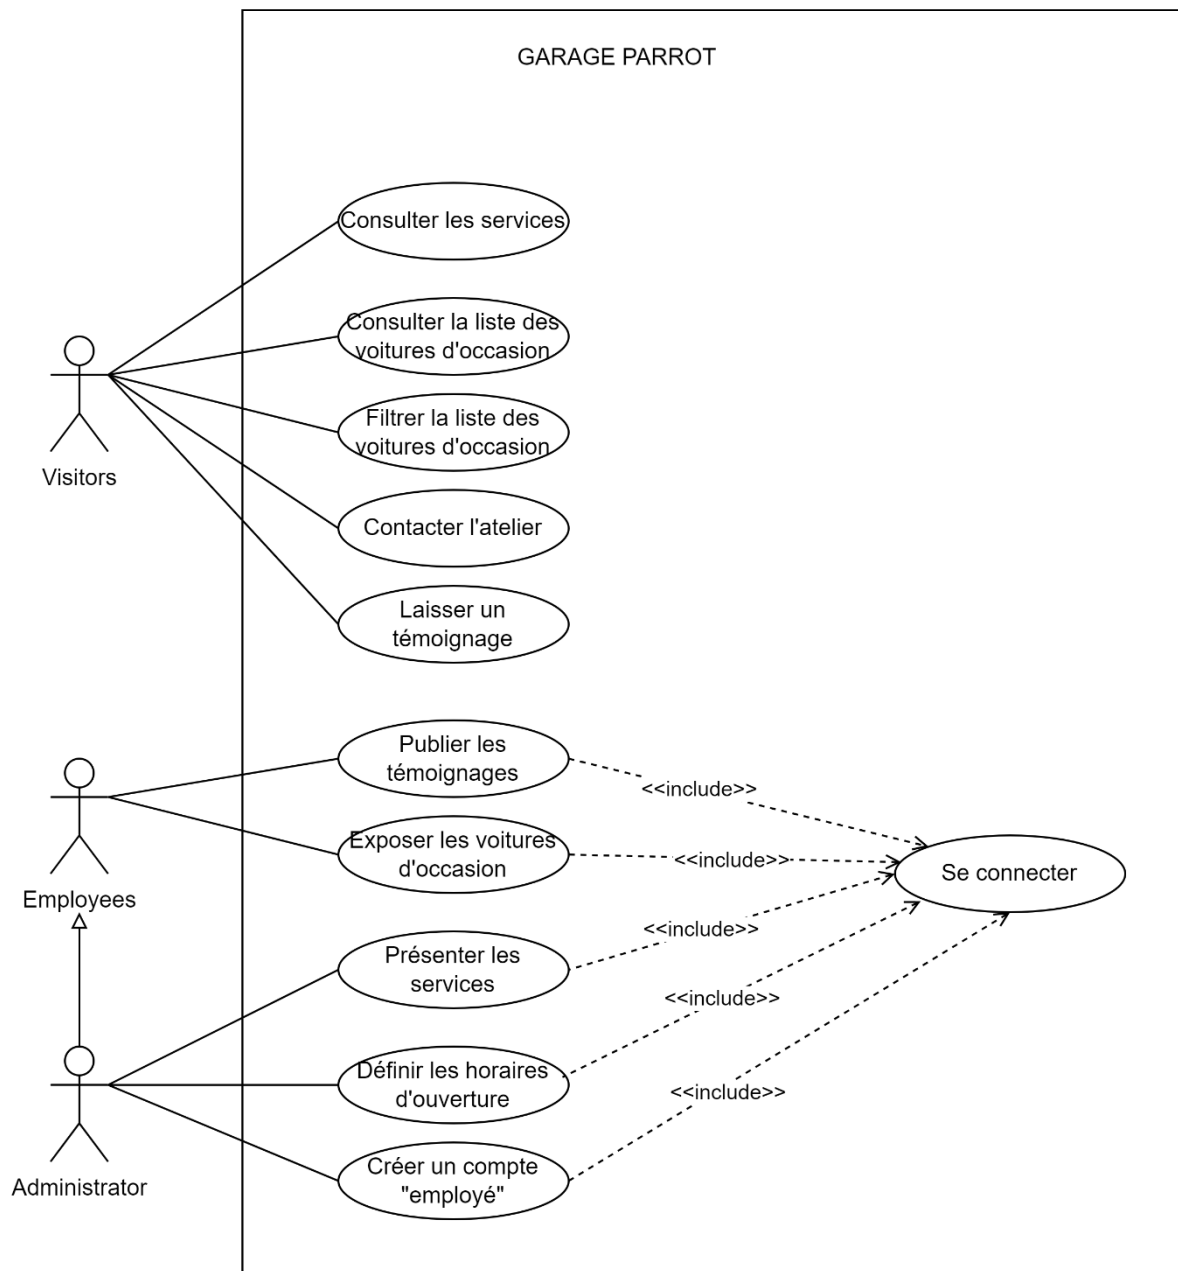 GARAGE PARROT
Consulter les services
Consulter la liste des
voitures d'occasion
Filtrer la liste des
voitures d'occasion
Visitors
Contacter l'atelier
Laisser un
témoignage
Publier les
témoignages
<<include>>
Exposer les voitures
d'occasion
<<include>>
Se connecter
Employees
Présenter les
services
<<include>>
<<include>>
Définir les horaires
d'ouverture
<<include>>
Créer un compte
"employé"
Administrator